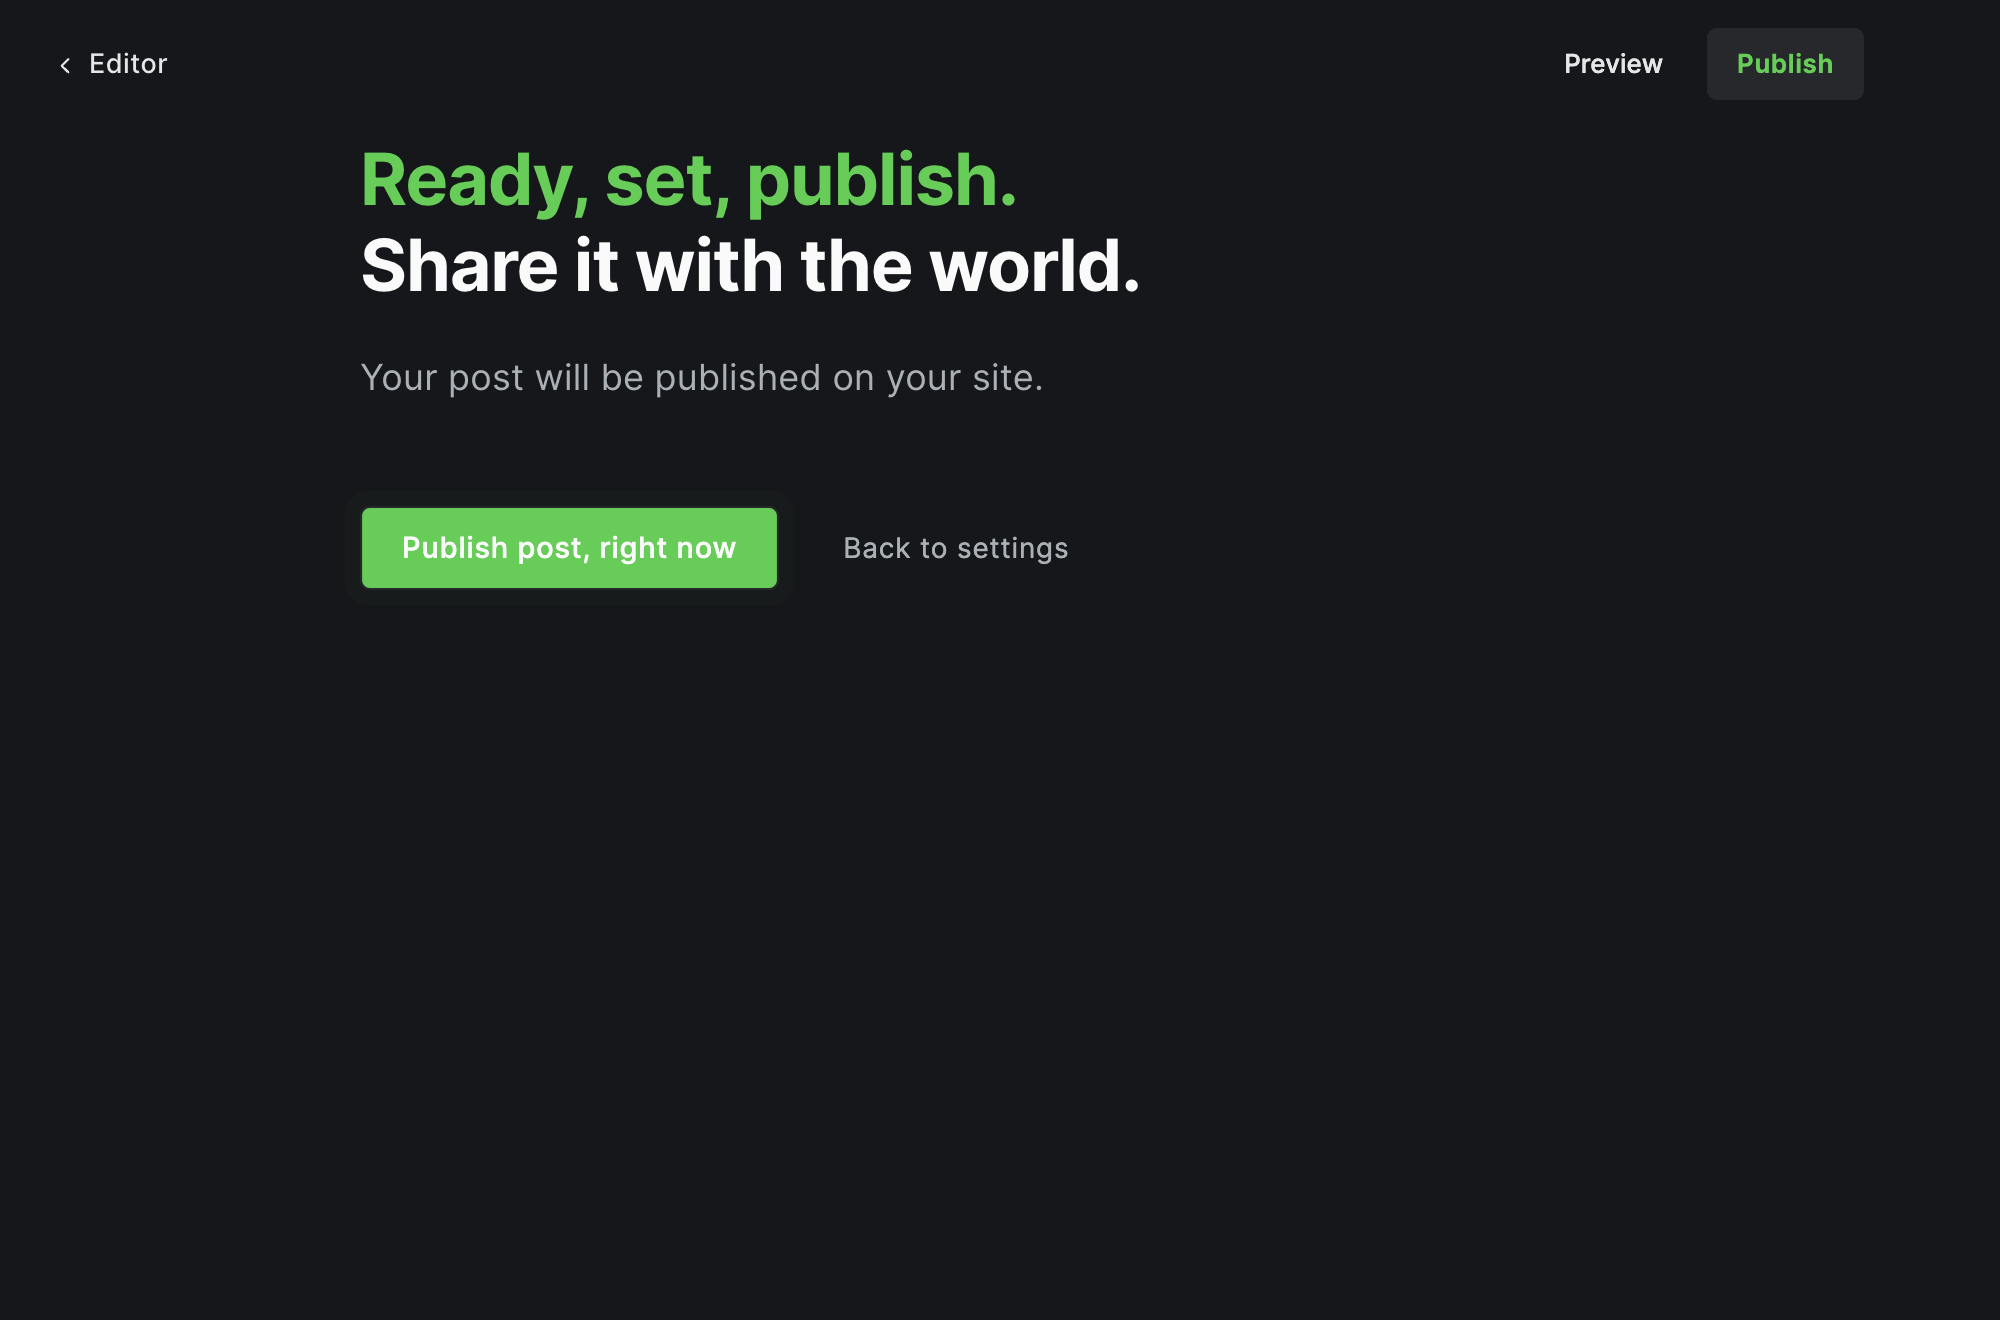 Editor
Preview
Publish
Ready, set, publish.
Share it with the world.
Your post will be published on your site.
Publish post, right now
Back to settings